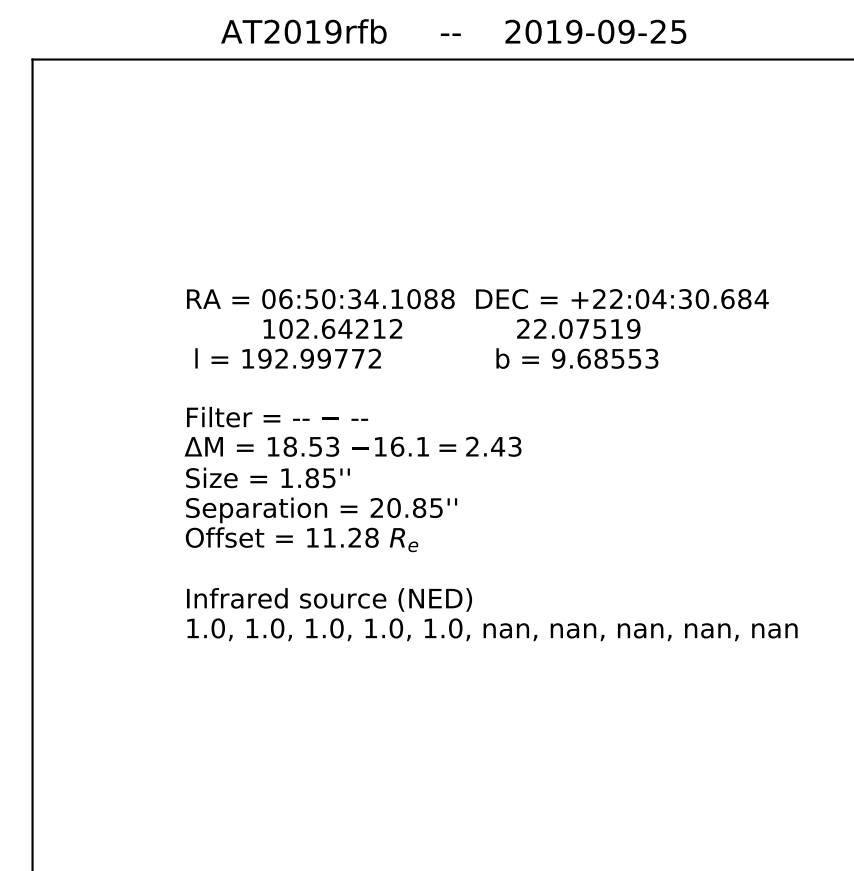 AT2019rfb -- 2019-09-25
RA = 06:50:34.1088 DEC = +22:04:30.684
102.64212 22.07519
l = 192.99772 b = 9.68553
Filter = -- − --
ΔM = 18.53 −16.1 = 2.43
Size = 1.85''
Separation = 20.85''
Offset = 11.28 Rₑ
Infrared source (NED)
1.0, 1.0, 1.0, 1.0, 1.0, nan, nan, nan, nan, nan